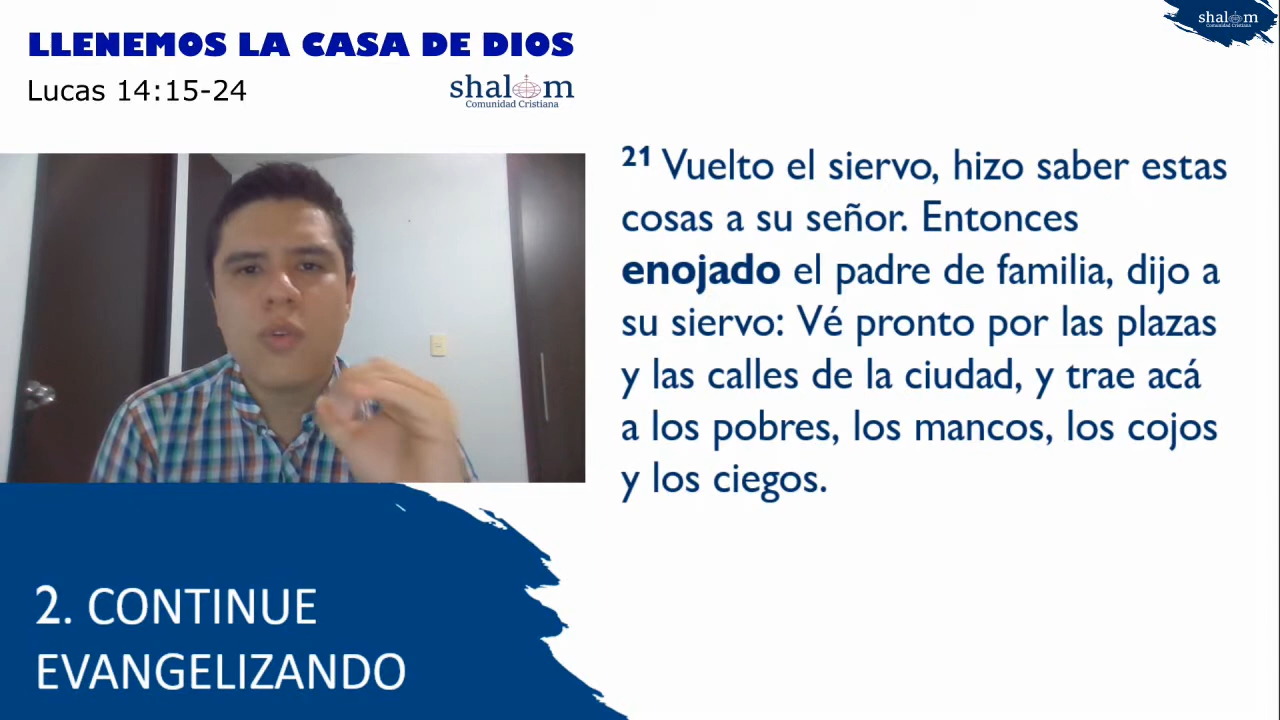 LLENEMOS LA CASA DE DIOS
Lucas 14:15-24
shalom
Comunidad Cristiana
shalom
Comunidad Cristiana
21 Vuelto el siervo, hizo saber estas
cosas a su señor. Entonces
enojado el padre de familia, dijo a
su siervo: Vé pronto por las plazas
y las calles de la ciudad, y trae acá
a los pobres, los mancos, los cojos
y los ciegos.
2. CONTINUE
EVANGELIZANDO